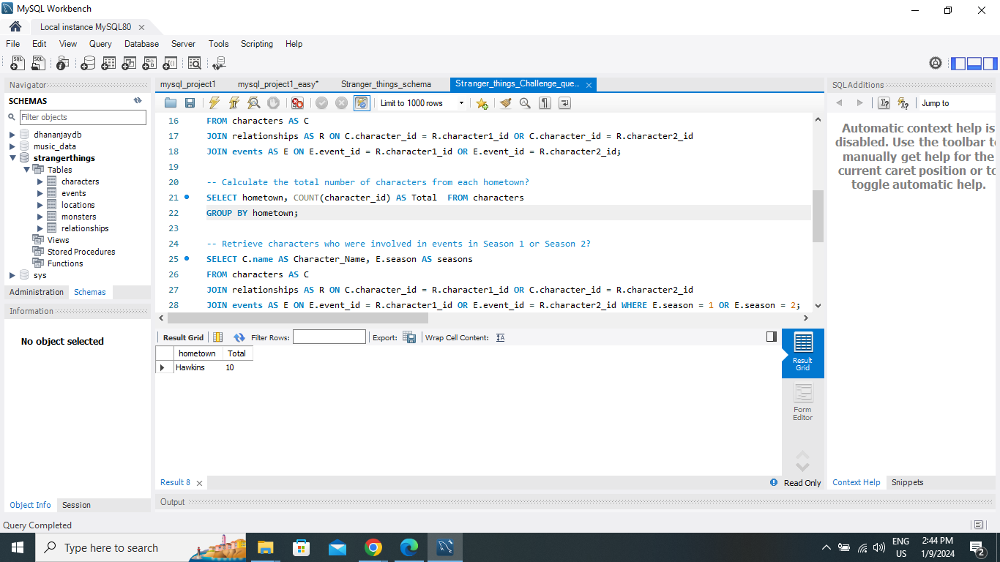 MySQL Workbench
Local instance MySQL80
File Edit View Query Database Server Tools Scripting Help
Navigator
SCHEMAS
Filter objects
dhananjaydb
music_data
strangerthings
Tables
characters
events
locations
monsters
relationships
Views
Stored Procedures
Functions
sys
Administration Schemas
Information
No object selected
Object Info Session
mysql_project1 mysql_project1_easy* Stranger_things_schema Stranger_things_Challenge_que...
Limit to 1000 rows
16 FROM characters AS C
17 JOIN relationships AS R ON C.character_id = R.character1_id OR C.character_id = R.character2_id
18 JOIN events AS E ON E.event_id = R.character1_id OR E.event_id = R.character2_id;
19
20 -- Calculate the total number of characters from each hometown?
21 SELECT hometown, COUNT(character_id) AS Total  FROM characters
22 GROUP BY hometown;
23
24 -- Retrieve characters who were involved in events in Season 1 or Season 2?
25 SELECT C.name AS Character_Name, E.season AS seasons
26 FROM characters AS C
27 JOIN relationships AS R ON C.character_id = R.character1_id OR C.character_id = R.character2_id
28 JOIN events AS E ON E.event_id = R.character1_id OR E.event_id = R.character2_id WHERE E.season = 1 OR E.season = 2;
Result Grid Filter Rows: Export: Wrap Cell Content:
hometown Total
Hawkins 10
Result
Grid
Form
Editor
Result 8
Read Only
Output
SQLAdditions
Jump to
Automatic context help is
disabled. Use the toolbar to
manually get help for the
current caret position or to
toggle automatic help.
Context Help Snippets
Query Completed
Type here to search
ENG
US
2:44 PM
1/9/2024
2